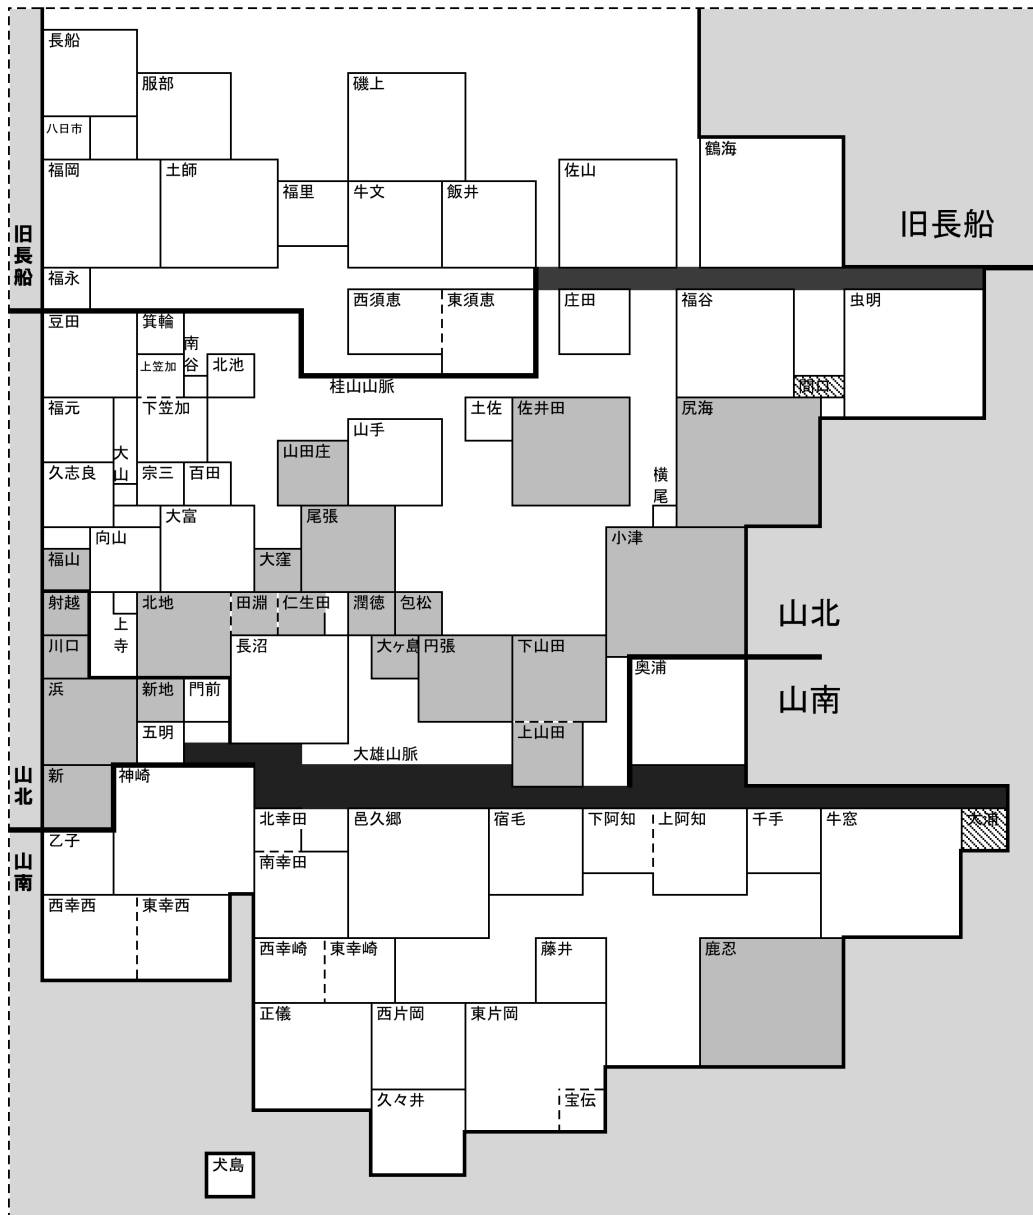 長船
服部
磯上
八日市
鶴海
福岡
土師
佐山
福里
牛文
飯井
旧長船
旧長船
福永
西須恵
東須恵
庄田
福谷
虫明
豆田
箕輪
南谷
上笠加
北池
桂山山脈
間口
福元
下笠加
土佐
佐井田
尻海
山手
大山
山田庄
久志良
宗三
百田
横尾
大富
尾張
向山
小津
福山
大窪
射越
北地
田淵
仁生田
潤徳
包松
上寺
山北
川口
長沼
大ヶ島
円張
下山田
奥浦
浜
新地
門前
山南
五明
上山田
大雄山脈
山北
新
神崎
乙子
北幸田
邑久郷
宿毛
下阿知
上阿知
千手
牛窓
大浦
山南
南幸田
西幸西
東幸西
西幸崎
東幸崎
藤井
鹿忍
正儀
西片岡
東片岡
久々井
宝伝
犬島